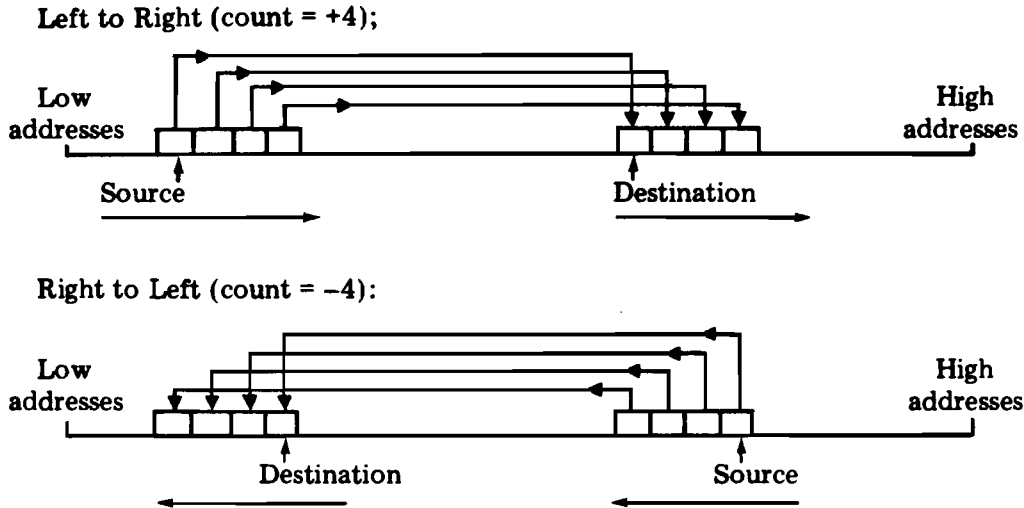 Left to Right (count = +4);
Low
addresses
High
addresses
Source
Destination
Right to Left (count = −4):
Low
addresses
High
addresses
Destination
Source